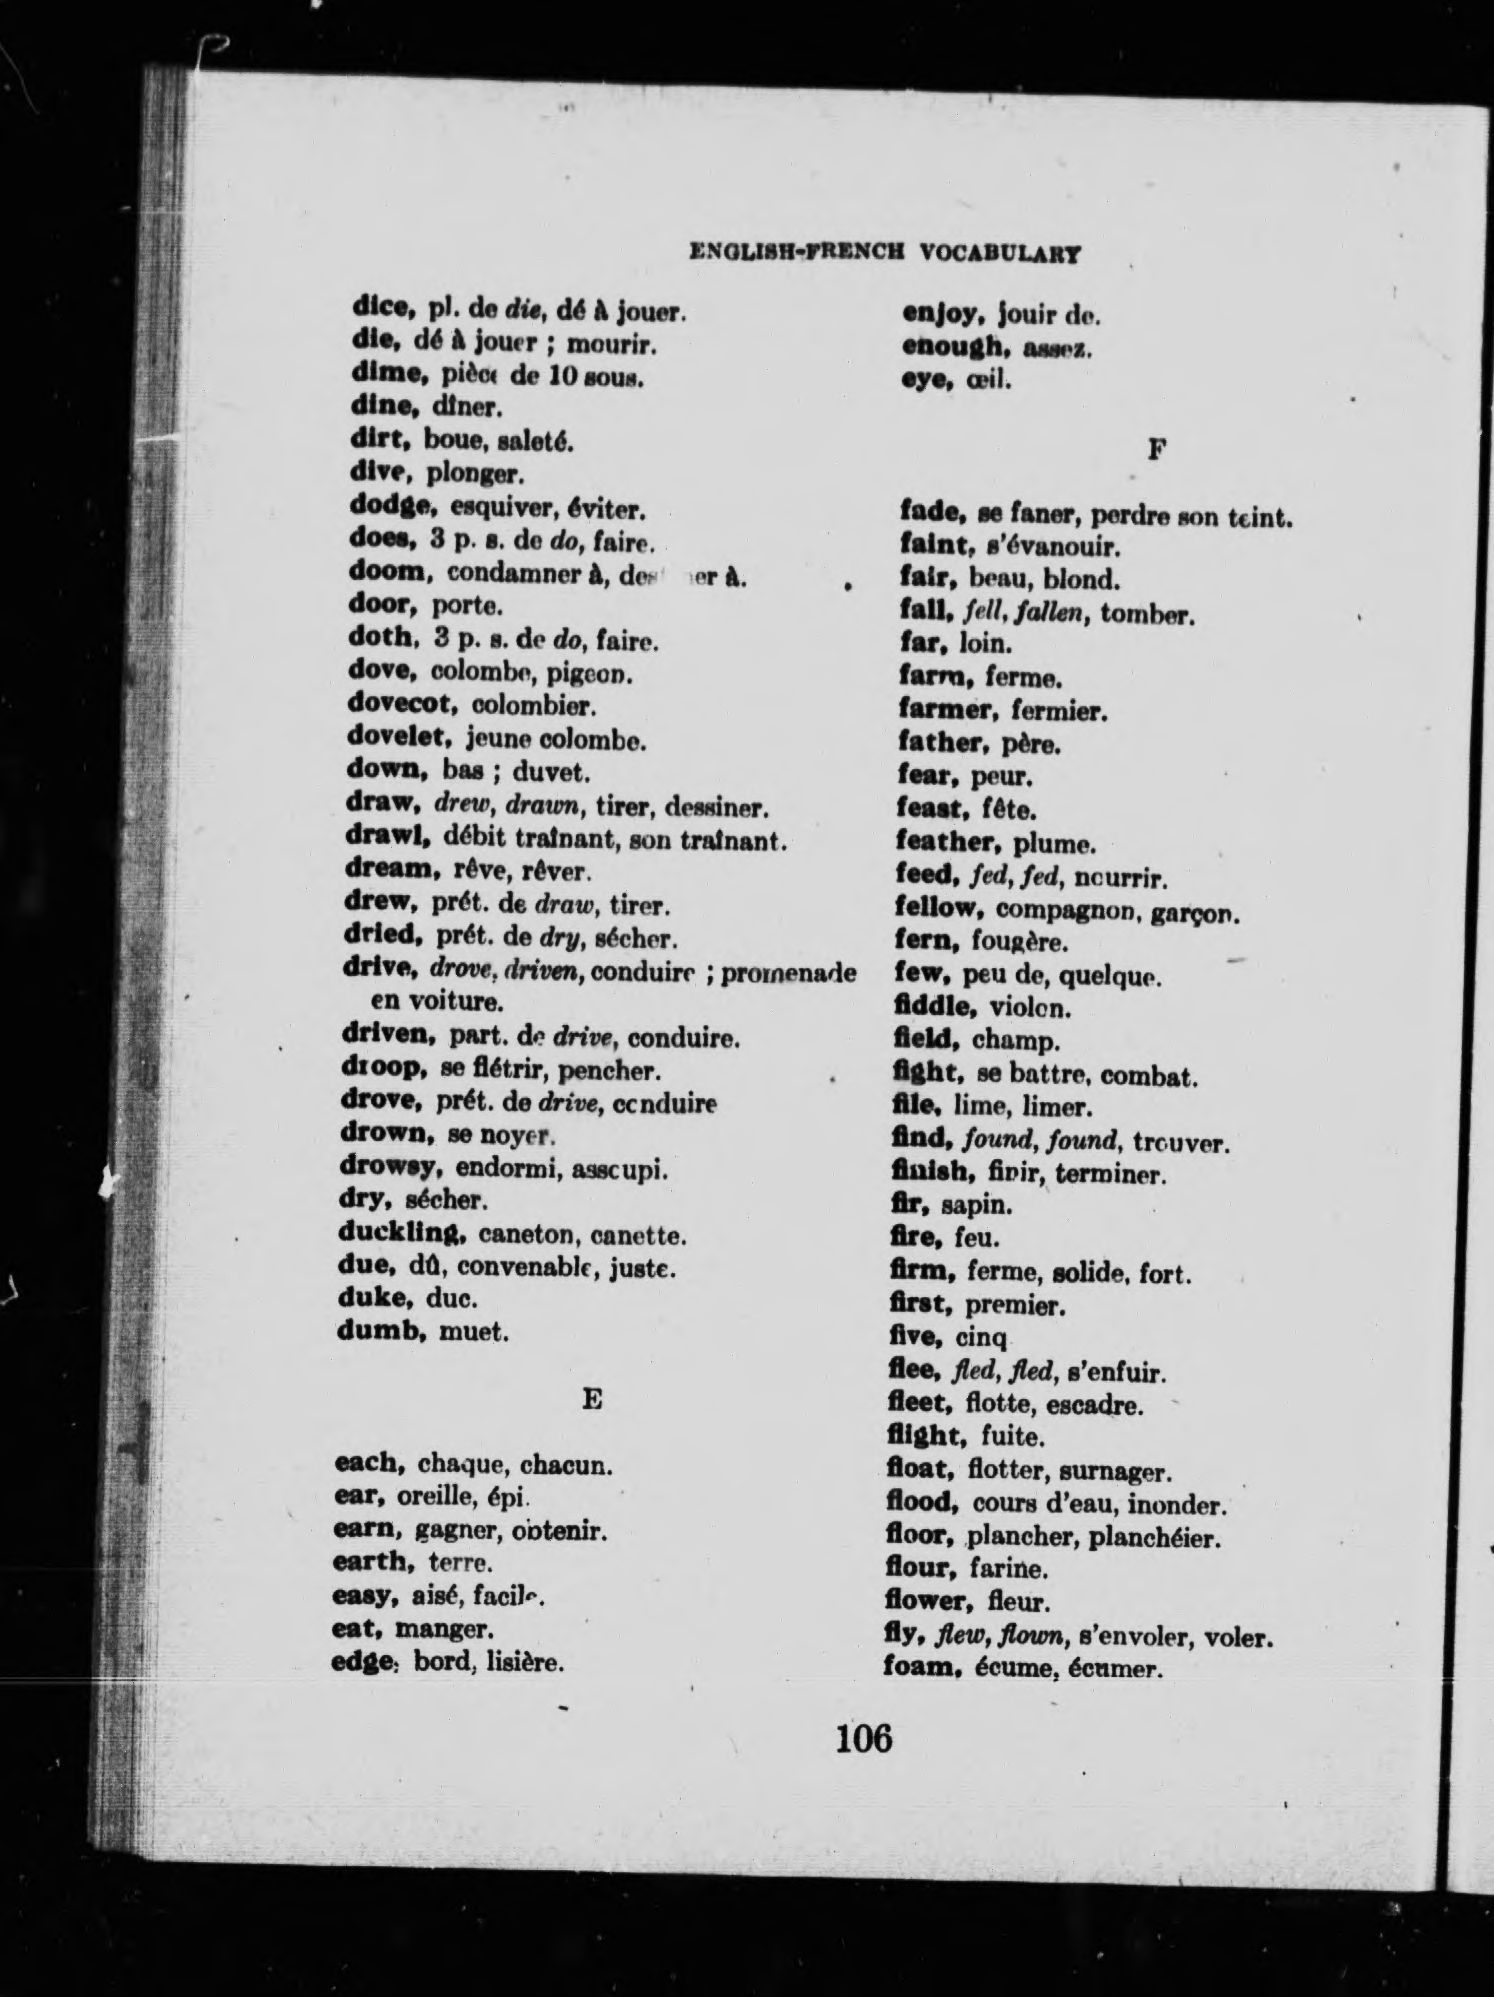 ENGLISH-FRENCH VOCABULARY
dice, pl. de die, dé à jouer.
die, dé à jouer ; mourir.
dime, pièce de 10 sous.
dine, dîner.
dirt, boue, saleté.
dive, plonger.
dodge, esquiver, éviter.
does, 3 p. s. de do, faire.
doom, condamner à, à.
door, porte.
doth, 3 p. s. de do, faire.
dove, colombe, pigeon.
dovecot, colombier.
dovelet, jeune colombe.
down, bas ; duvet.
draw, drew, drawn, tirer, dessiner.
drawl, débit traînant, son traînant.
dream, rêve, rêver.
drew, prét. de draw, tirer.
dried, prét. de dry, sécher.
drive, drove, driven, conduire ; promenade
en voiture.
driven, part. de drive, conduire.
droop, se flétrir, pencher.
drove, prét. de drive, conduire
drown, se noyer.
drowsy, endormi, assoupi.
dry, sécher.
duckling, caneton, canette.
due, dû, convenable, juste.
duke, duc.
dumb, muet.
E
each, chaque, chacun.
ear, oreille, épi.
earn, gagner, obtenir.
earth, terre.
easy, aisé, facile.
eat, manger.
edge, bord, lisière.
enjoy, jouir de.
enough, assez.
eye, œil.
F
fade, se faner, perdre son teint.
faint, s'évanouir.
fair, beau, blond.
fall, fell, fallen, tomber.
far, loin.
farm, ferme.
farmer, fermier.
father, père.
fear, peur.
feast, fête.
feather, plume.
feed, fed, fed, nourrir.
fellow, compagnon, garçon.
fern, fougère.
few, peu de, quelque.
fiddle, violon.
field, champ.
fight, se battre, combat.
file, lime, limer.
find, found, found, trouver.
finish, finir, terminer.
fir, sapin.
fire, feu.
firm, ferme, solide, fort.
first, premier.
five, cinq
flee, fled, fled, s'enfuir.
fleet, flotte, escadre.
flight, fuite.
float, flotter, surnager.
flood, cours d'eau, inonder.
floor, plancher, planchéier.
flour, farine.
flower, fleur.
fly, flew, flown, s'envoler, voler.
foam, écume, écumer.
106